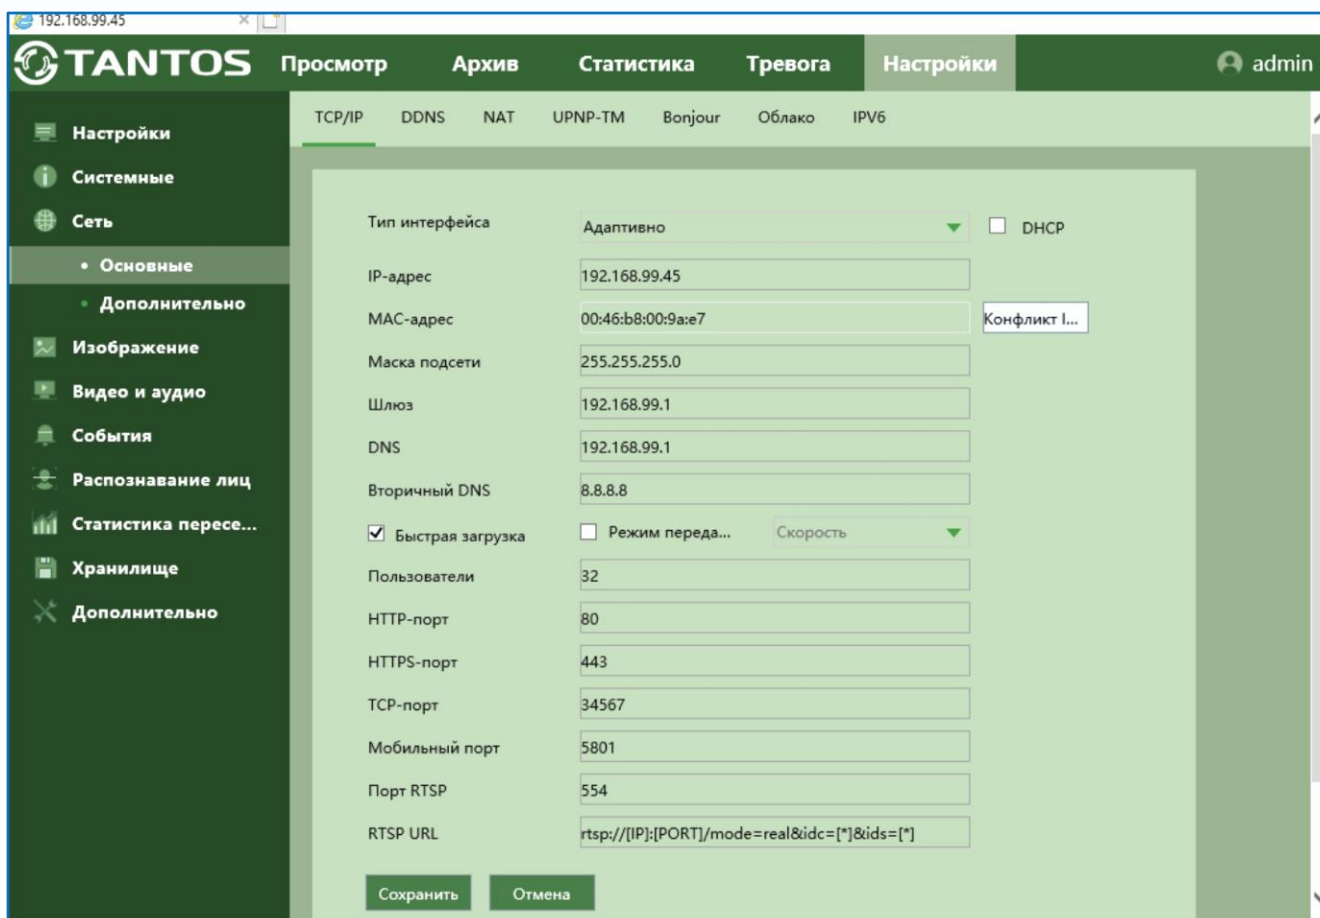 192.168.99.45
TANTOS Просмотр Архив Статистика Тревога Настройки admin
TCP/IP DDNS NAT UPNP-TM Bonjour Облако IPV6
Настройки
Системные
Сеть
• Основные
• Дополнительно
Изображение
Видео и аудио
События
Распознавание лиц
Статистика пересе...
Хранилище
Дополнительно
Тип интерфейса Адаптивно DHCP
IP-адрес 192.168.99.45
MAC-адрес 00:46:b8:00:9a:e7 Конфликт I...
Маска подсети 255.255.255.0
Шлюз 192.168.99.1
DNS 192.168.99.1
Вторичный DNS 8.8.8.8
Быстрая загрузка Режим переда... Скорость
Пользователи 32
HTTP-порт 80
HTTPS-порт 443
TCP-порт 34567
Мобильный порт 5801
Порт RTSP 554
RTSP URL rtsp://[IP]:[PORT]/mode=real&idc=[*]&ids=[*]
Сохранить Отмена